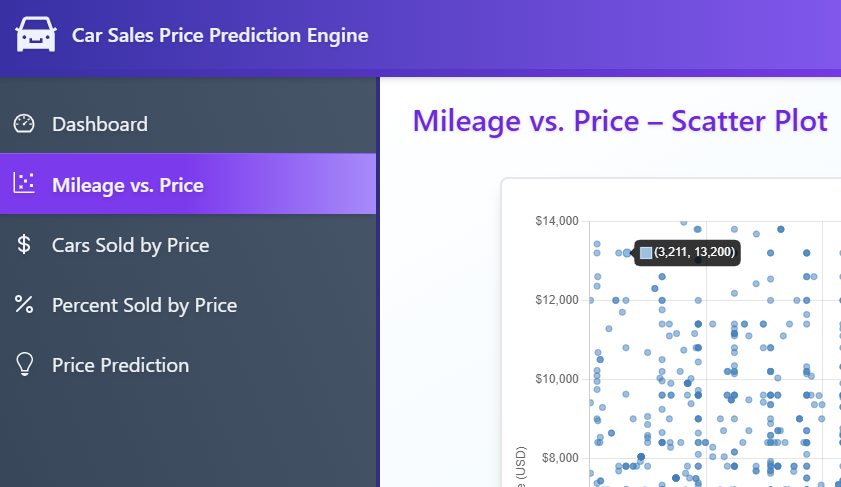 Car Sales Price Prediction Engine
Dashboard
Mileage vs. Price
Cars Sold by Price
Percent Sold by Price
Price Prediction
Mileage vs. Price – Scatter Plot
$14,000
(3,211, 13,200)
$12,000
$10,000
$8,000
(USD)